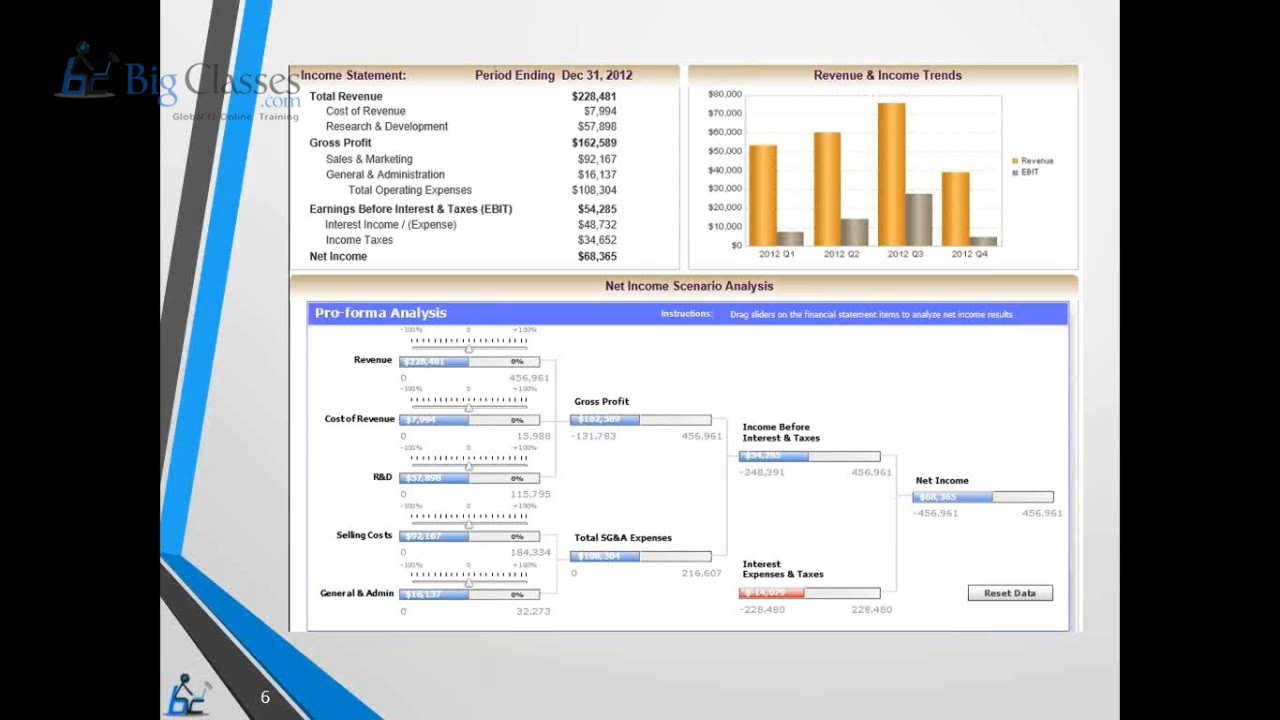 Big Classes
.com
Global IT Online Training
Income Statement: Period Ending Dec 31, 2012
Total Revenue $228,481
Cost of Revenue $7,994
Research & Development $57,898
Gross Profit $162,589
Sales & Marketing $92,167
General & Administration $16,137
Total Operating Expenses $108,304
Earnings Before Interest & Taxes (EBIT) $54,285
Interest Income / (Expense) $48,732
Income Taxes $34,652
Net Income $68,365
Revenue & Income Trends
$80,000
$70,000
$60,000
$50,000
$40,000
$30,000
$20,000
$10,000
$0
2012 Q1 2012 Q2 2012 Q3 2012 Q4
Revenue
EBIT
Net Income Scenario Analysis
Pro-forma Analysis Instructions: Drag sliders on the financial statement items to analyze net income results
-100% 0 +100%
Revenue $228,481 0%
0 456,961
-100% 0 +100%
Cost of Revenue $7,994 0%
0 15,988
-100% 0 +100%
R&D $57,898 0%
0 115,795
-100% 0 +100%
Selling Costs $92,167 0%
0 184,334
-100% 0 +100%
General & Admin $16,137 0%
0 32,273
Gross Profit
$162,589
-131,783 456,961
Total SG&A Expenses
$108,304
0 216,607
Income Before
Interest & Taxes
$54,285
-348,391 456,961
Interest
Expenses & Taxes
$-14,079
-228,480 228,480
Net Income
$68,365
-456,961 456,961
Reset Data
6